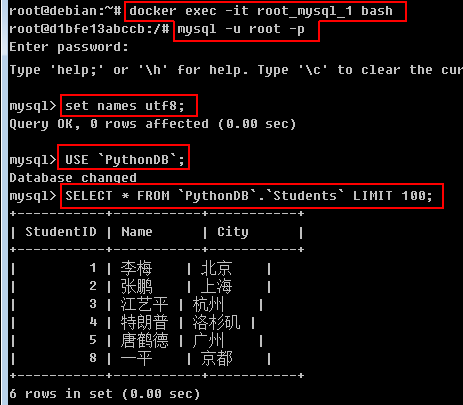 root@debian:~# docker exec -it root_mysql_1 bash
root@d1bfe13abccb:/# mysql -u root -p
Enter password:
Type 'help;' or '\h' for help. Type '\c' to clear the cur
mysql> set names utf8;
Query OK, 0 rows affected (0.00 sec)
mysql> USE `PythonDB`;
Database changed
mysql> SELECT * FROM `PythonDB`.`Students` LIMIT 100;
+-----------+-----------+-----------+
| StudentID | Name      | City      |
+-----------+-----------+-----------+
|         1 | 李梅    | 北京    |
|         2 | 张鹏    | 上海    |
|         3 | 江艺平 | 杭州    |
|         4 | 特朗普 | 洛杉矶 |
|         5 | 唐鹤德 | 广州    |
|         8 | 一平    | 京都    |
+-----------+-----------+-----------+
6 rows in set (0.00 sec)